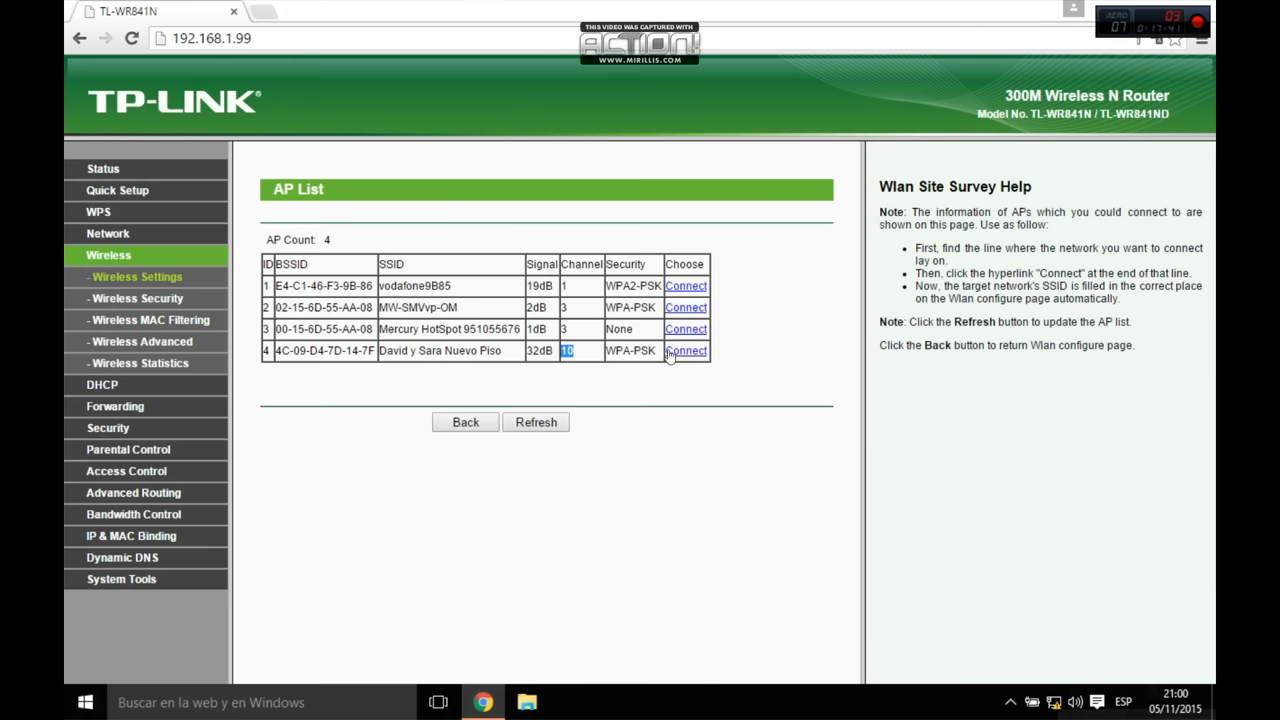 TL-WR841N
192.168.1.99
THIS VIDEO WAS CAPTURED WITH
ACTION!
WWW.MIRILLIS.COM
AERO
07
03
0:17:41
TP-LINK®
300M Wireless N Router
Model No. TL-WR841N / TL-WR841ND
Status
Quick Setup
WPS
Network
Wireless
- Wireless Settings
- Wireless Security
- Wireless MAC Filtering
- Wireless Advanced
- Wireless Statistics
DHCP
Forwarding
Security
Parental Control
Access Control
Advanced Routing
Bandwidth Control
IP & MAC Binding
Dynamic DNS
System Tools
AP List
AP Count: 4
ID BSSID SSID Signal Channel Security Choose
1 E4-C1-46-F3-9B-86 vodafone9B85 19dB 1 WPA2-PSK Connect
2 02-15-6D-55-AA-08 MW-SMVvp-OM 2dB 3 WPA-PSK Connect
3 00-15-6D-55-AA-08 Mercury HotSpot 951055676 1dB 3 None Connect
4 4C-09-D4-7D-14-7F David y Sara Nuevo Piso 32dB 10 WPA-PSK Connect
Back Refresh
Wlan Site Survey Help
Note: The information of APs which you could connect to are
shown on this page. Use as follow:
• First, find the line where the network you want to connect
lay on.
• Then, click the hyperlink "Connect" at the end of that line.
• Now, the target network's SSID is filled in the correct place
on the Wlan configure page automatically.
Note: Click the Refresh button to update the AP list.
Click the Back button to return Wlan configure page.
Buscar en la web y en Windows
ESP
21:00
05/11/2015